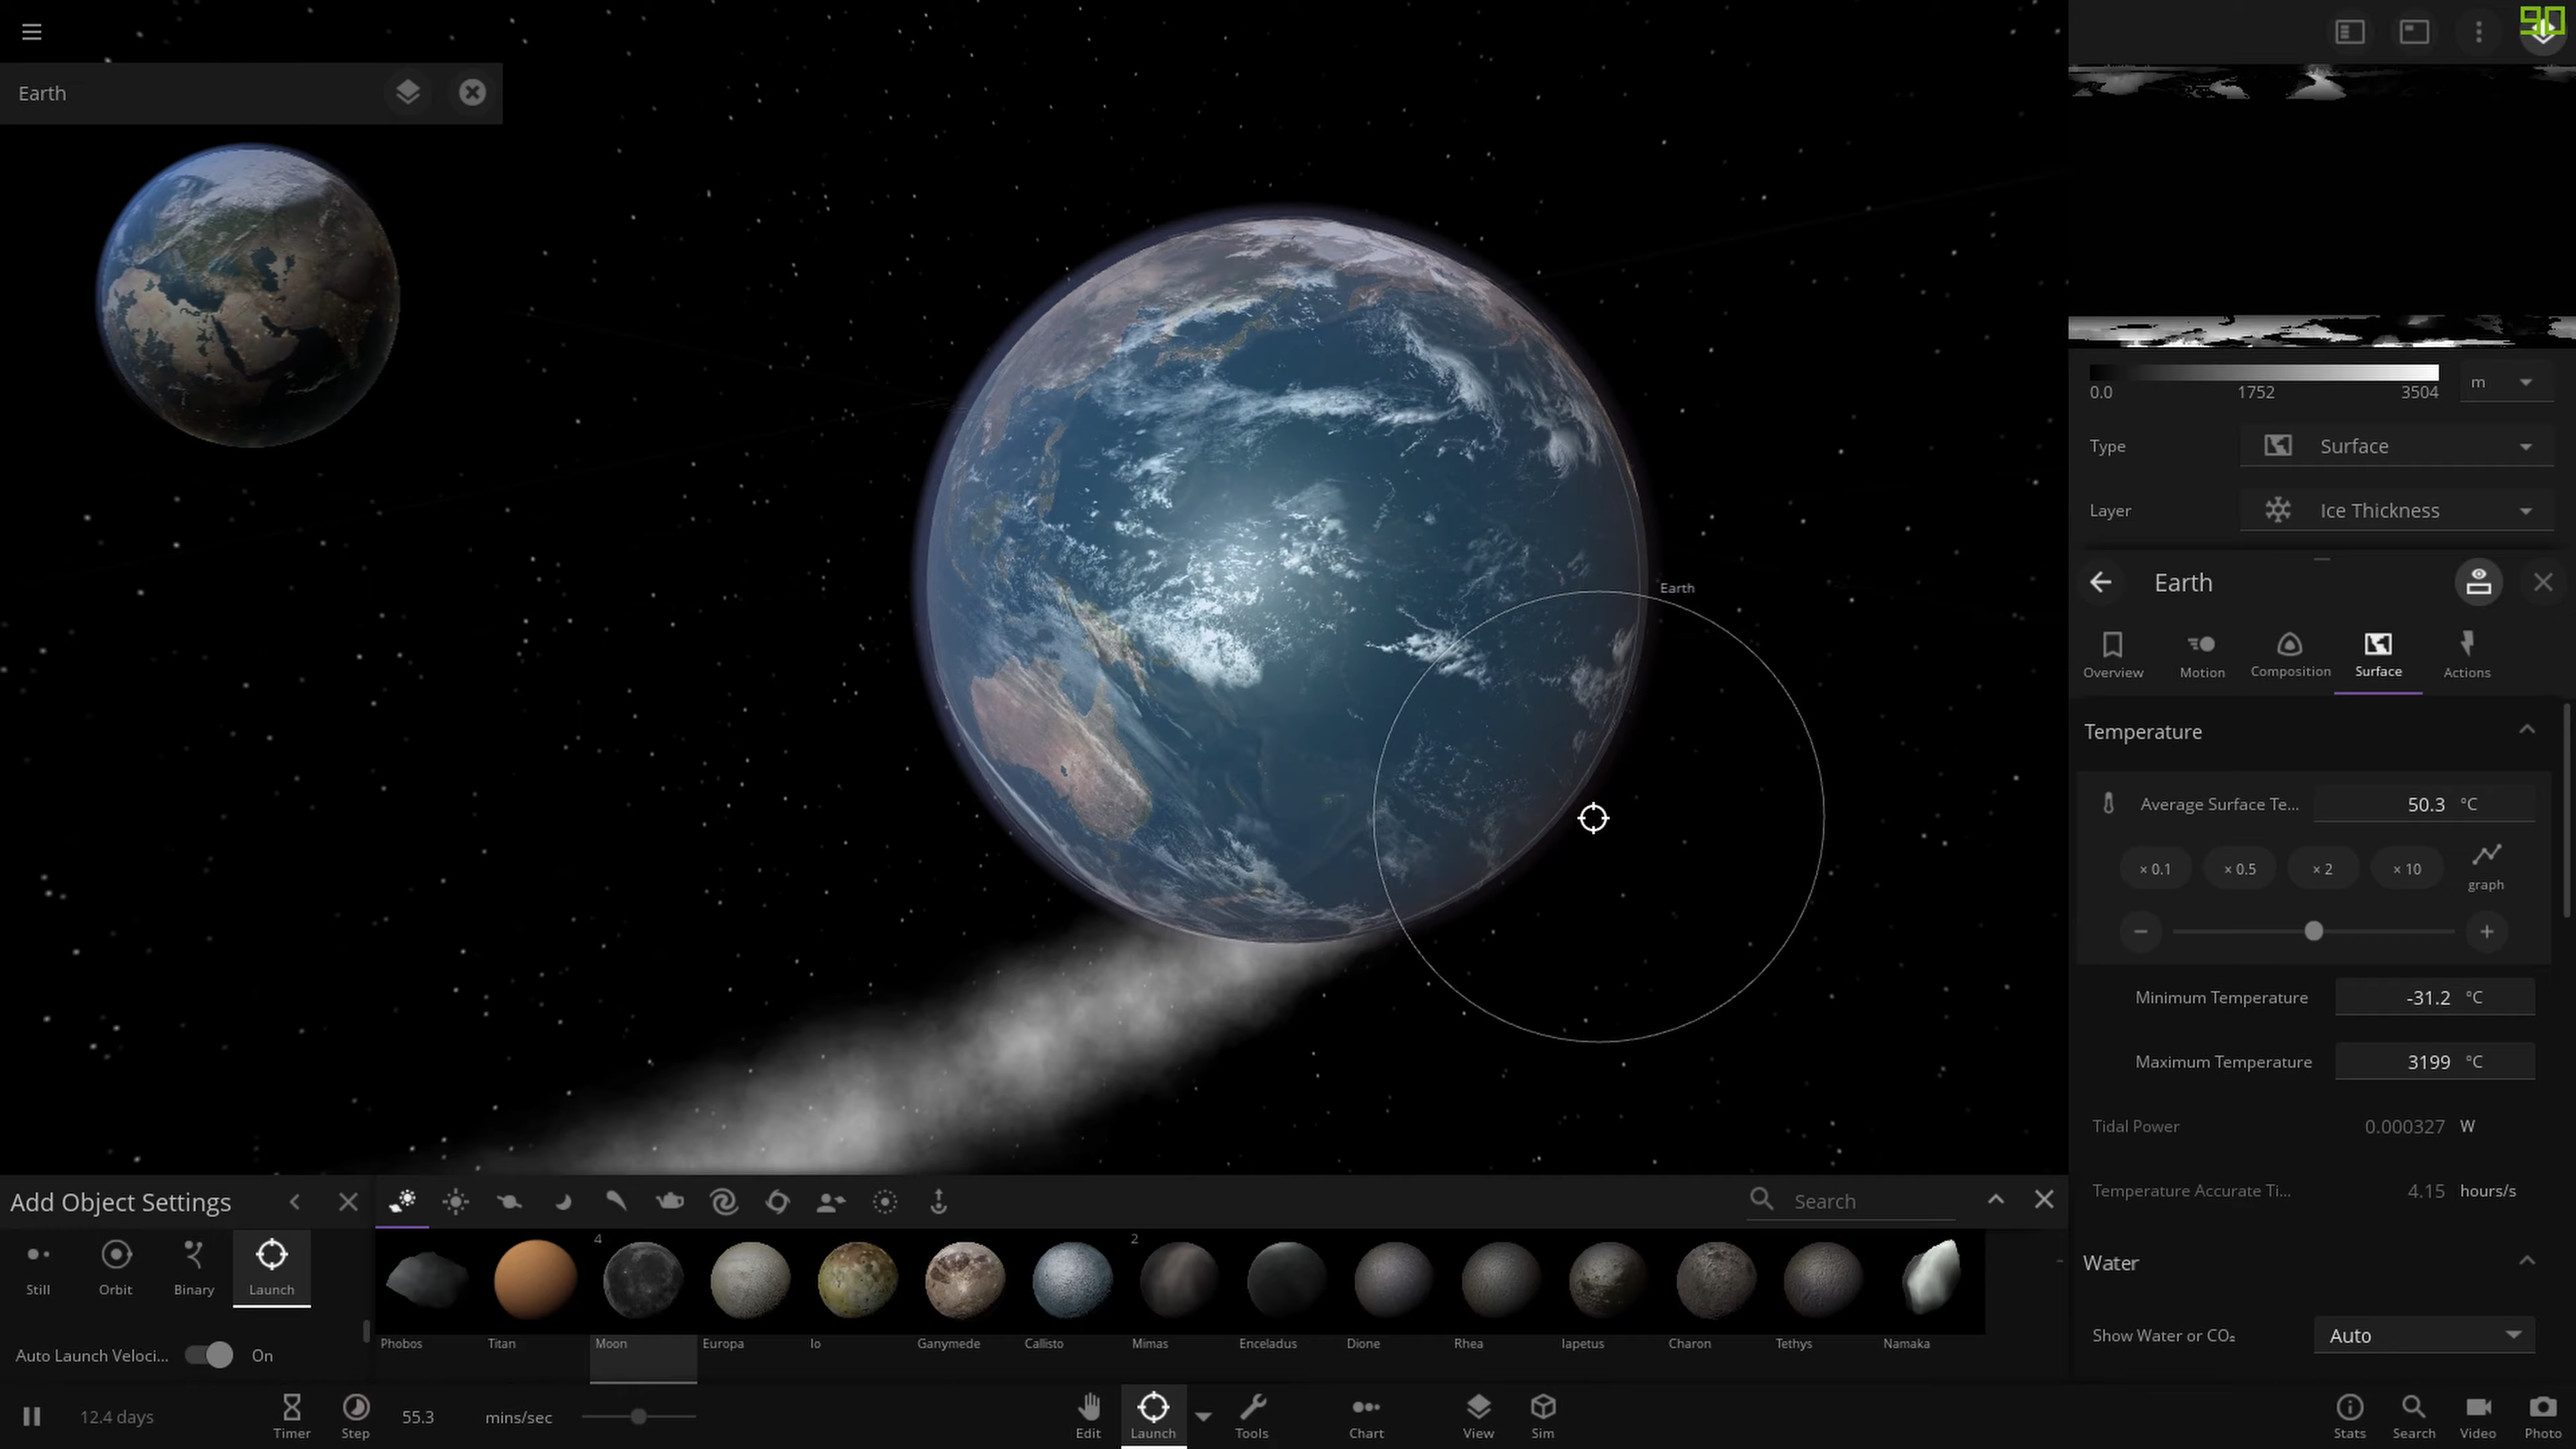 90
Earth
0.0 1752 3504 m
Type Surface
Layer Ice Thickness
Earth
Earth
Overview Motion Composition Surface Actions
Temperature
Average Surface Te... 50.3 °C
× 0.1 × 0.5 × 2 × 10 graph
Minimum Temperature -31.2 °C
Maximum Temperature 3199 °C
Tidal Power 0.000327 W
Temperature Accurate Ti... 4.15 hours/s
Water
Show Water or CO₂ Auto
Add Object Settings
Search
Still Orbit Binary Launch
Auto Launch Veloci... On
4 2
Phobos Titan Moon Europa Io Ganymede Callisto Mimas Enceladus Dione Rhea Iapetus Charon Tethys Namaka
12.4 days Timer Step 55.3 mins/sec
Edit Launch Tools Chart View Sim
Stats Search Video Photo